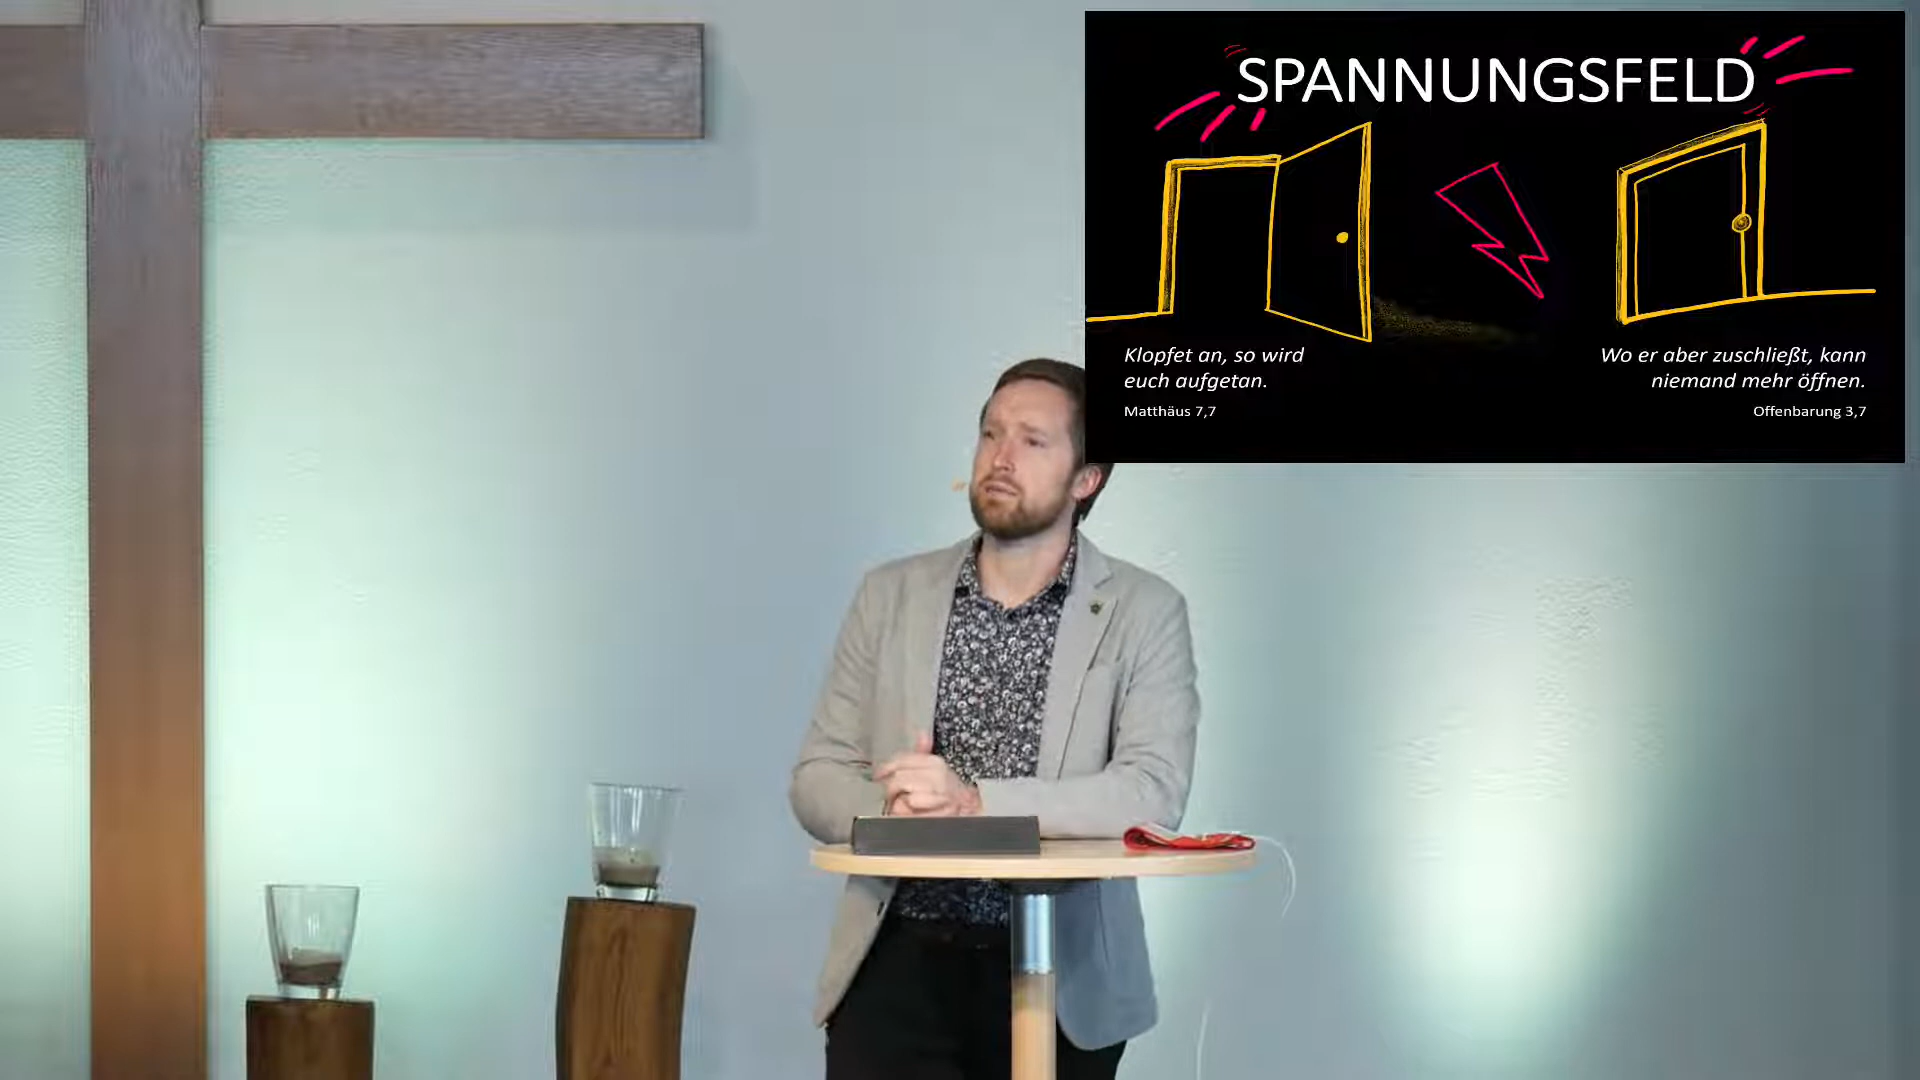 SPANNUNGSFELD
Klopfet an, so wird
euch aufgetan.
Matthäus 7,7
Wo er aber zuschließt, kann
niemand mehr öffnen.
Offenbarung 3,7